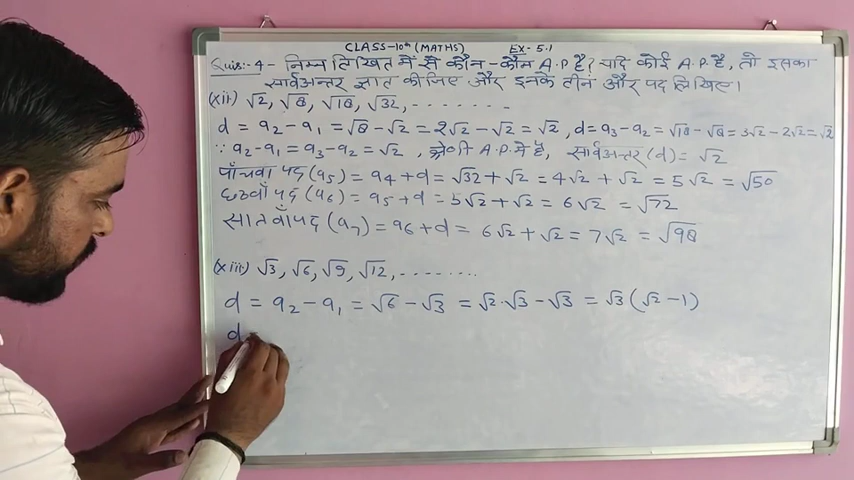 CLASS-10th (MATHS) EX-5.1
Quis:-4- निम्न लिखित में से कौन-कौन A.P है? यदि कोई A.P है, तो इसका
सार्वअन्तर ज्ञात कीजिए और इनके तीन और पद लिखिए।
(xii) √2, √8, √18, √32, .......
d = a₂-a₁ = √8-√2 = 2√2-√2 = √2, d = a₃-a₂ = √18-√8 = 3√2-2√2 = √2
∵ a₂-a₁ = a₃-a₂ = √2, श्रेणी A.P में है, सार्वअन्तर (d) = √2
पाँचवा पद (a₅) = a₄+d = √32+√2 = 4√2+√2 = 5√2 = √50
छठवाँ पद (a₆) = a₅+d = 5√2+√2 = 6√2 = √72
सातवाँ पद (a₇) = a₆+d = 6√2+√2 = 7√2 = √98
(xiii) √3, √6, √9, √12, ........
d = a₂-a₁ = √6-√3 = √2·√3-√3 = √3(√2-1)
d